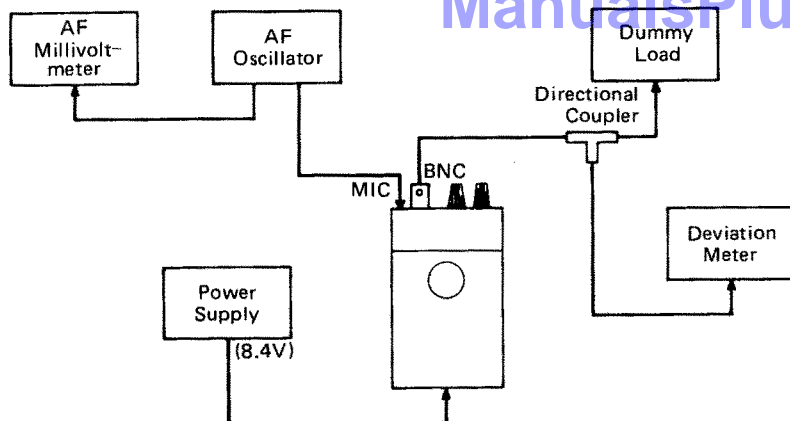 ManualsPlu
AF
Millivolt-
meter
AF
Oscillator
Dummy
Load
Directional
Coupler
BNC
MIC
Deviation
Meter
Power
Supply
(8.4V)